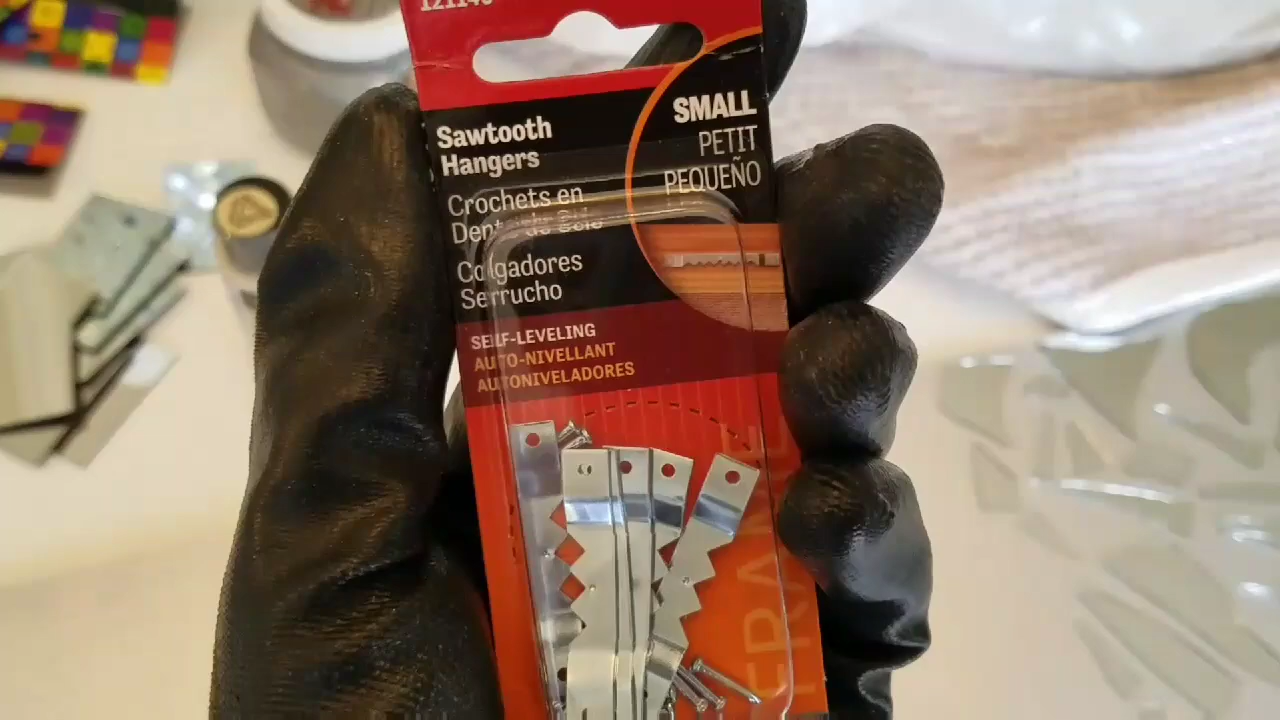 Sawtooth
Hangers
SMALL
PETIT
PEQUEÑO
Crochets en
Colgadores
Serrucho
SELF-LEVELING
AUTO-NIVELLANT
AUTONIVELADORES